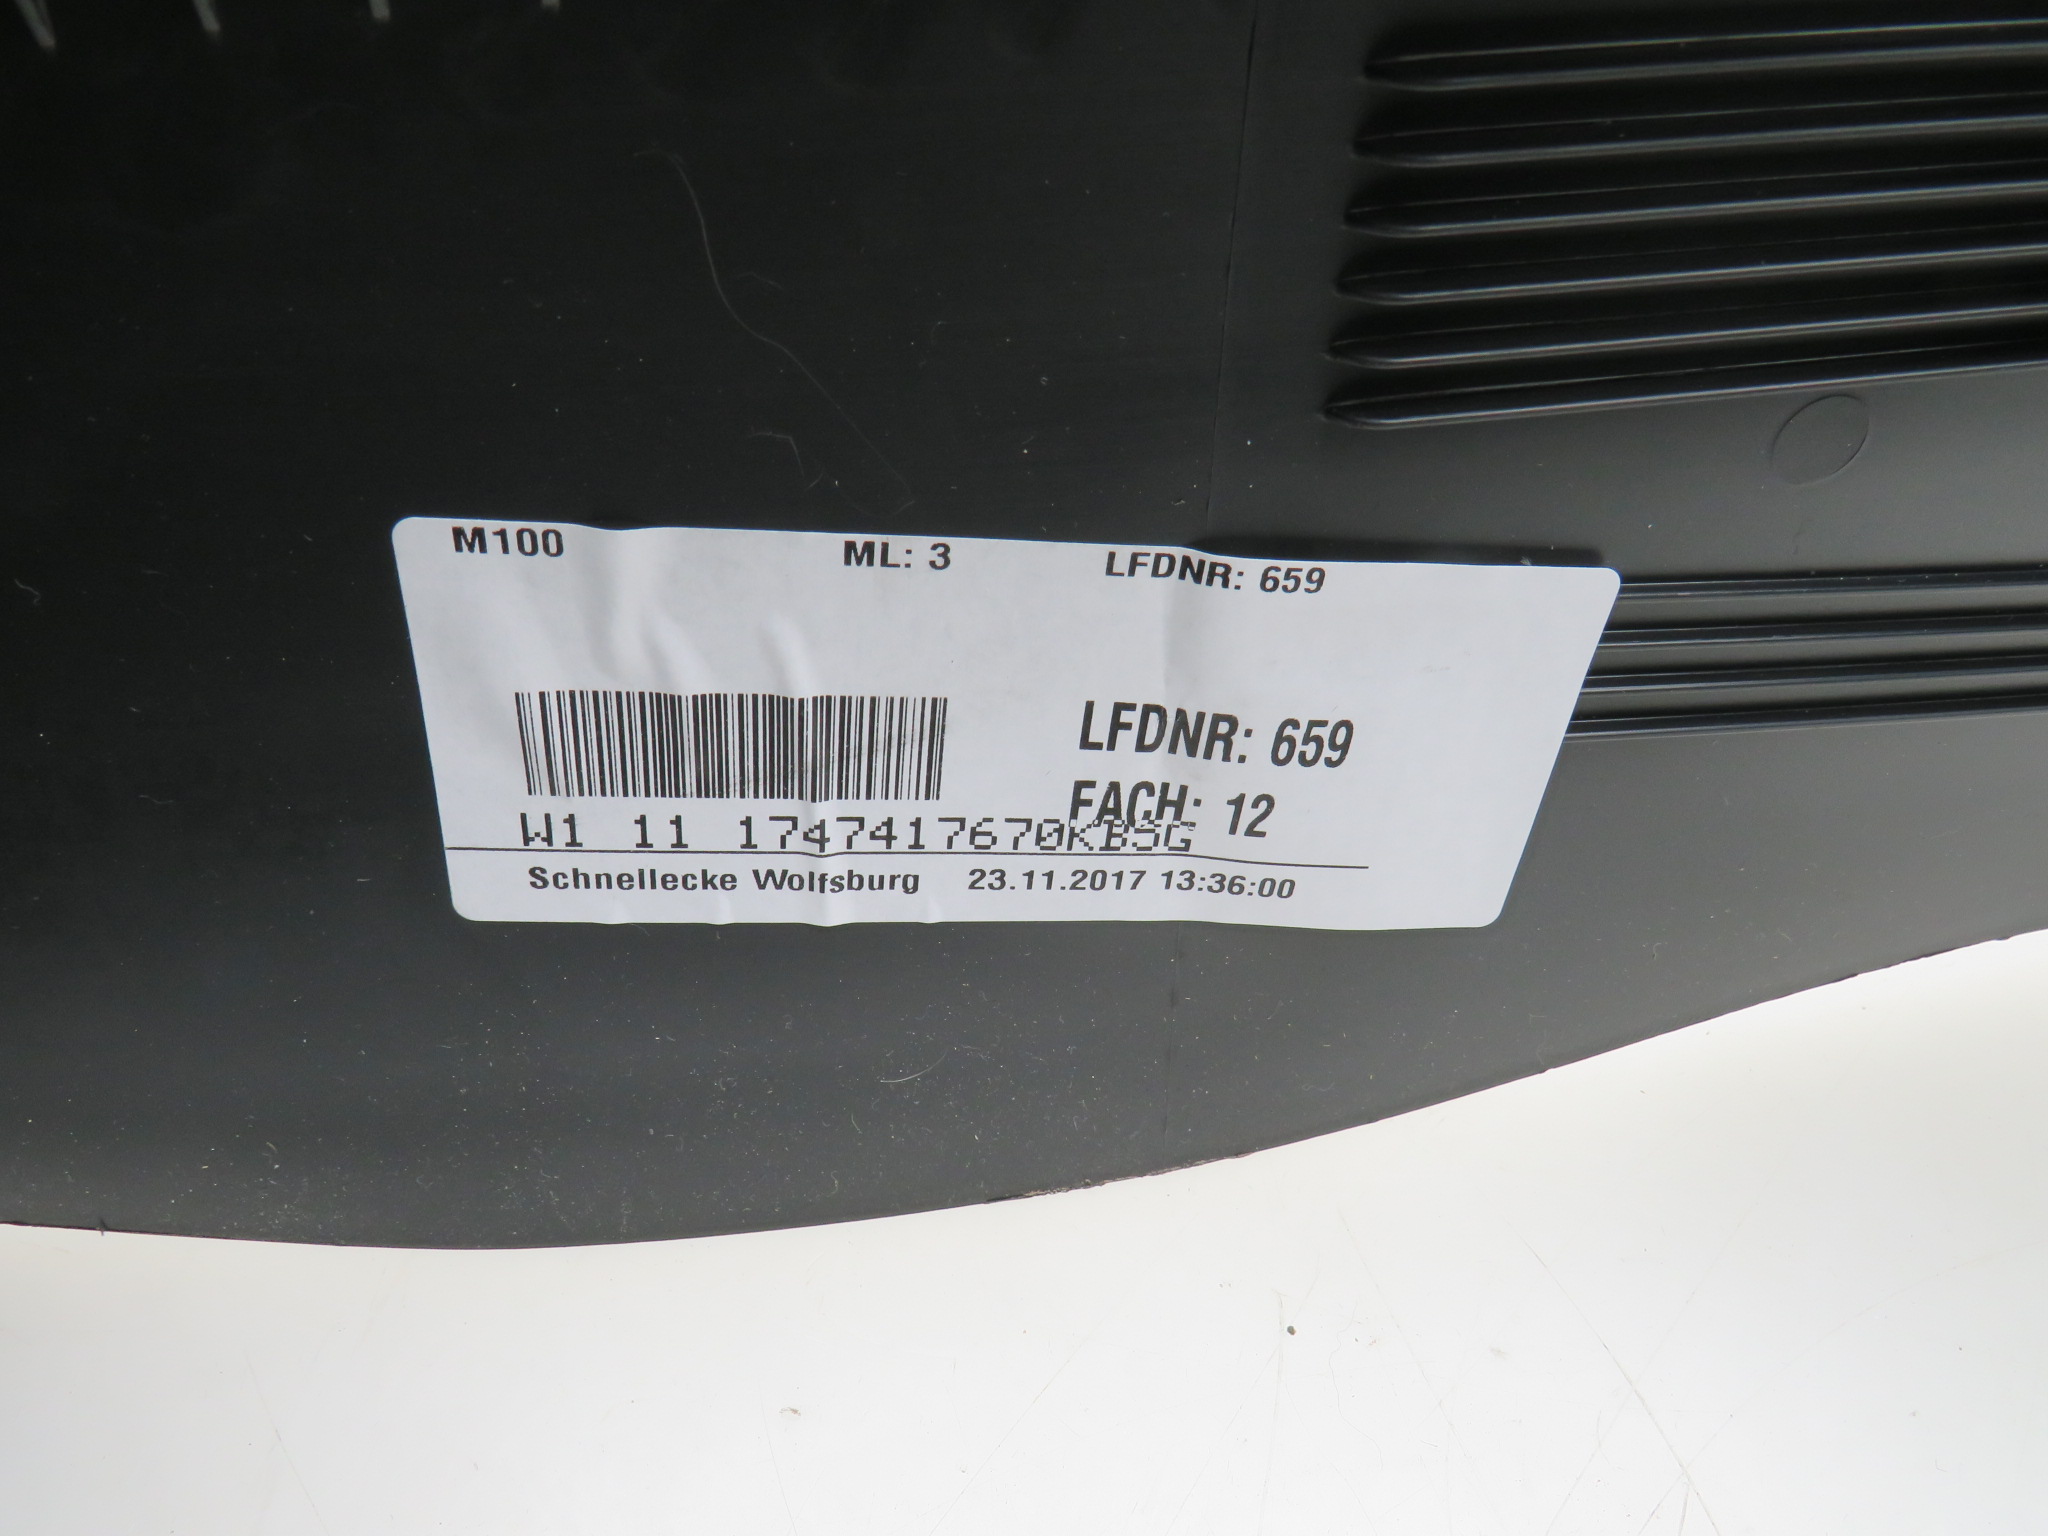 M100 ML: 3 LFDNR: 659
LFDNR: 659
FACH: 12
W1 11 1747417670KBSG
Schnellecke Wolfsburg 23.11.2017 13:36:00